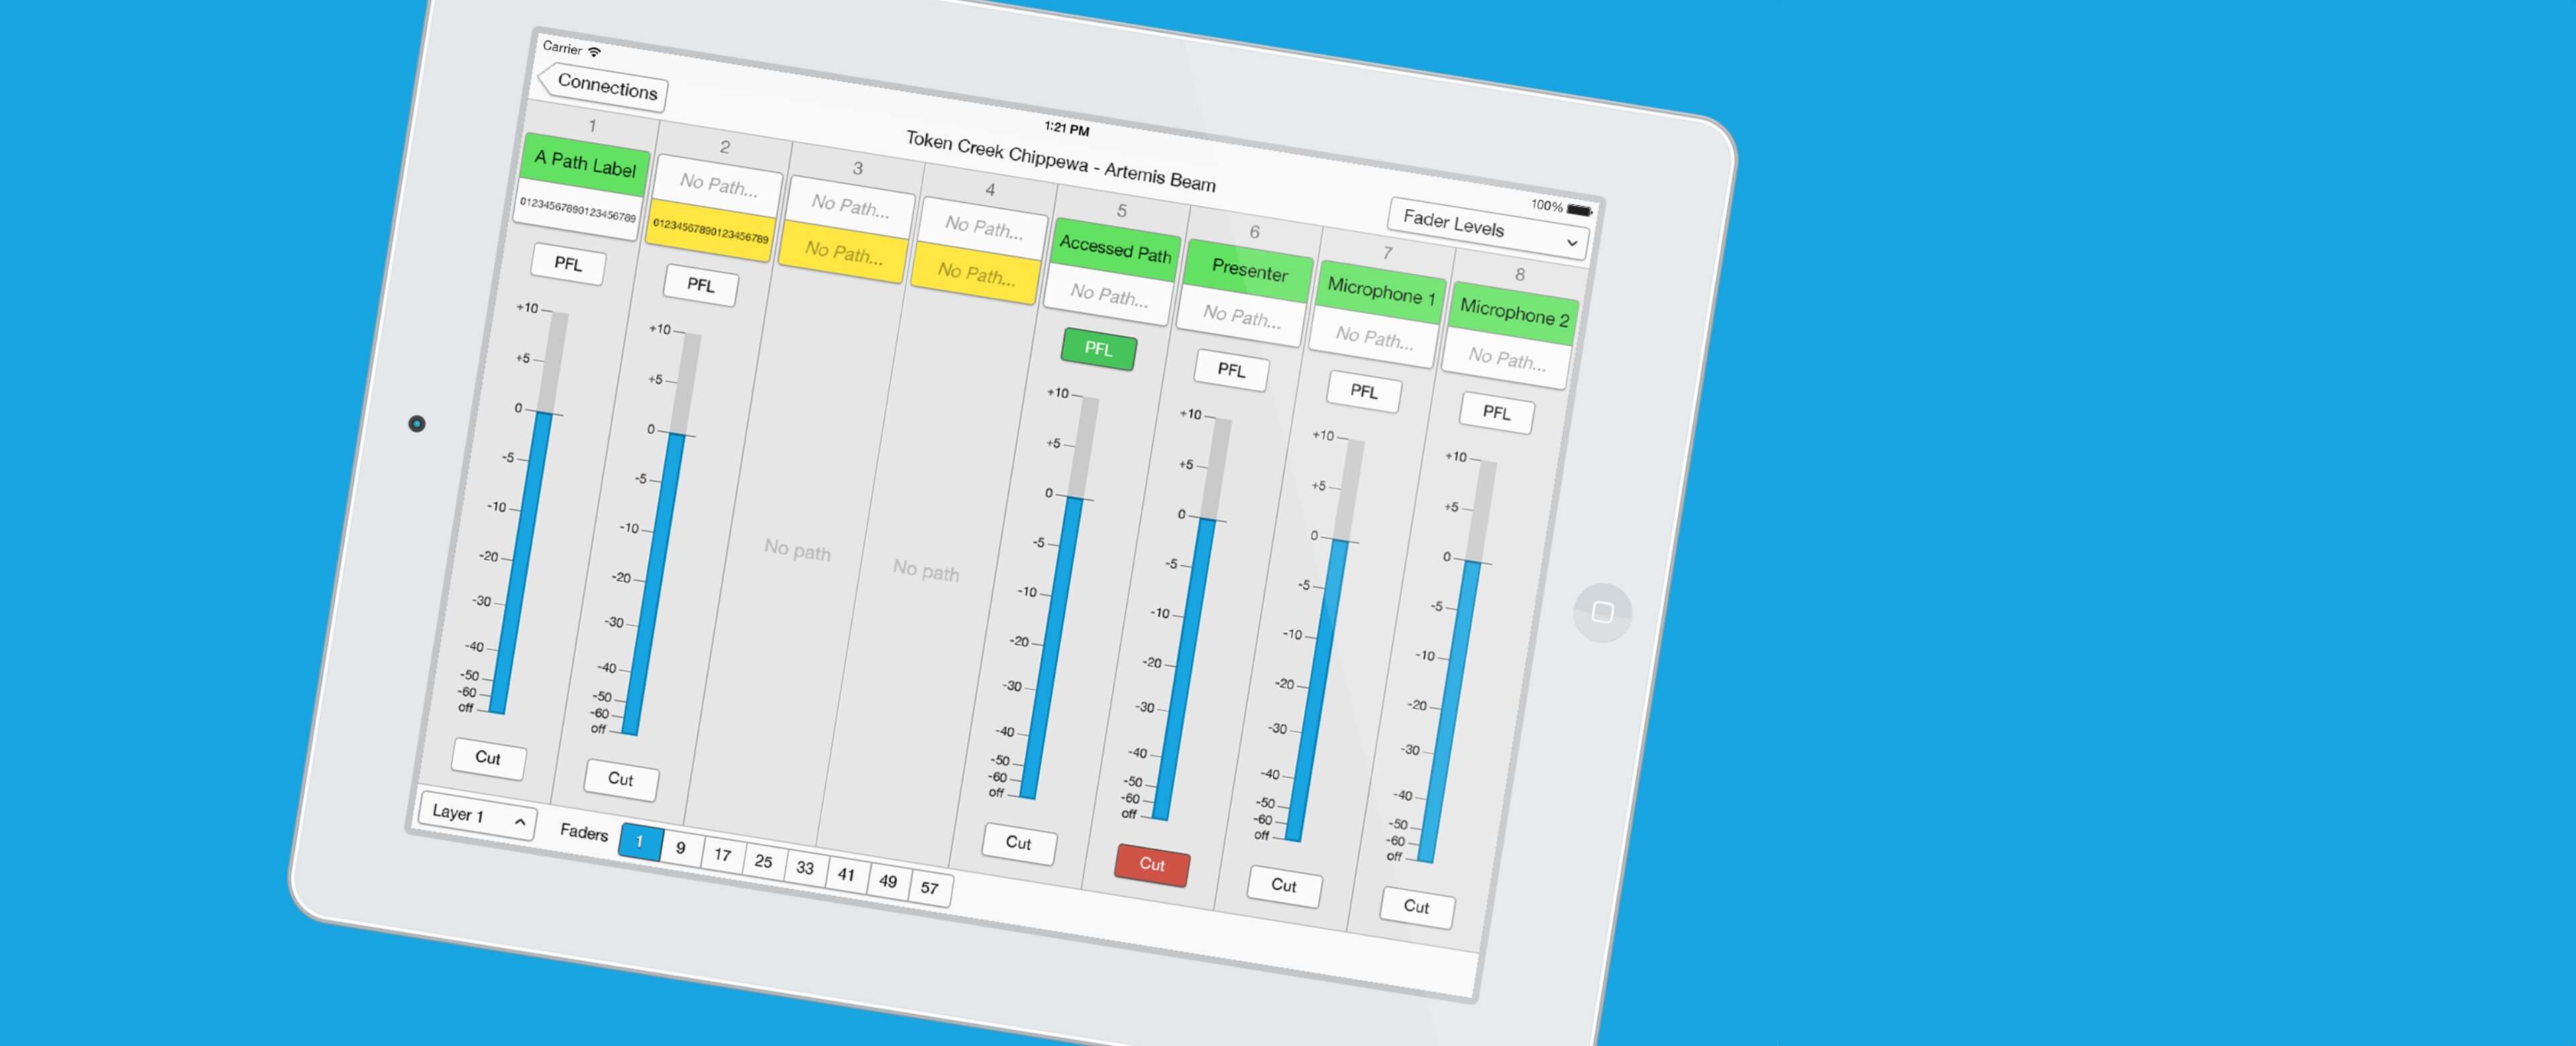 Carrier
1:21 PM
100%
Connections
Token Creek Chippewa - Artemis Beam
Fader Levels
1
A Path Label
01234567890123456789
PFL
+10
+5
0
-5
-10
-20
-30
-40
-50
-60
off
Cut
2
No Path...
01234567890123456789
PFL
+10
+5
0
-5
-10
-20
-30
-40
-50
-60
off
Cut
3
No Path...
No Path...
No path
4
No Path...
No Path...
No path
5
Accessed Path
No Path...
PFL
+10
+5
0
-5
-10
-20
-30
-40
-50
-60
off
Cut
6
Presenter
No Path...
PFL
+10
+5
0
-5
-10
-20
-30
-40
-50
-60
off
Cut
7
Microphone 1
No Path...
PFL
+10
+5
0
-5
-10
-20
-30
-40
-50
-60
off
Cut
8
Microphone 2
No Path...
PFL
+10
+5
0
-5
-10
-20
-30
-40
-50
-60
off
Cut
Layer 1
Faders 1 9 17 25 33 41 49 57